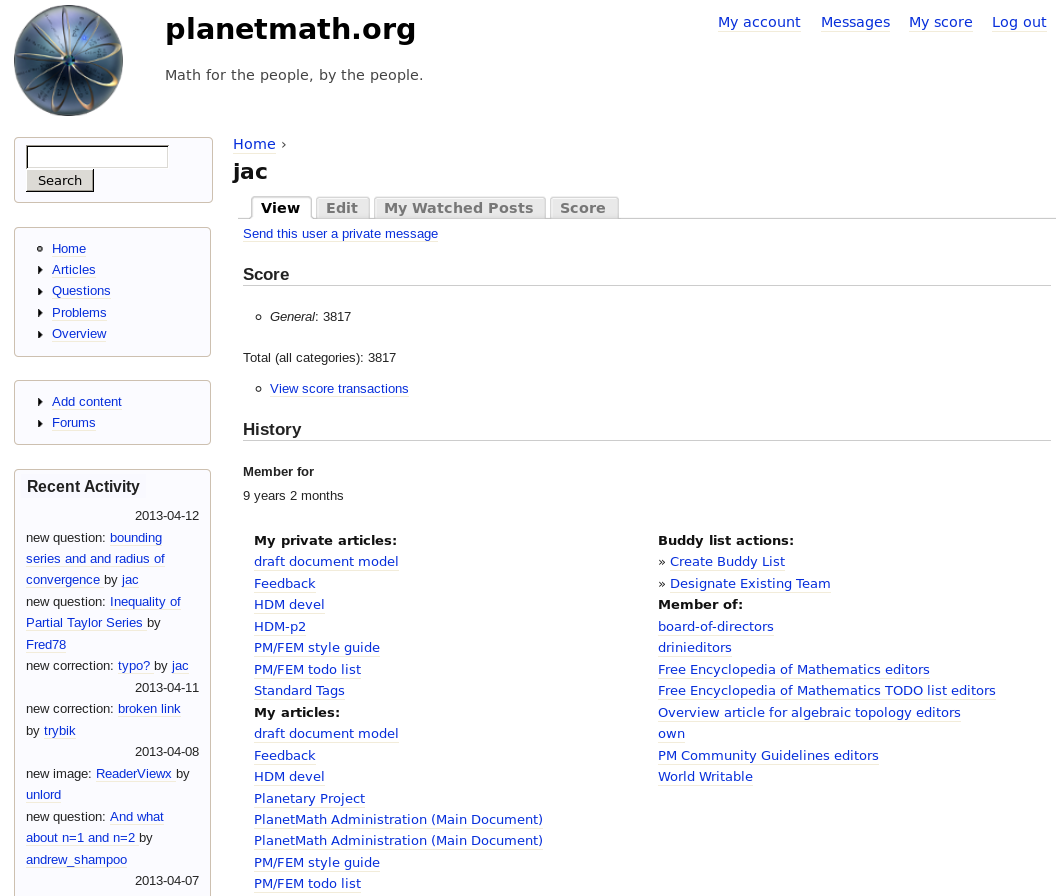 planetmath.org
Math for the people, by the people.
My account Messages My score Log out
Search
Home
Articles
Questions
Problems
Overview
Add content
Forums
Recent Activity
2013-04-12
new question: bounding
series and and radius of
convergence by jac
new question: Inequality of
Partial Taylor Series by
Fred78
new correction: typo? by jac
2013-04-11
new correction: broken link
by trybik
2013-04-08
new image: ReaderViewx by
unlord
new question: And what
about n=1 and n=2 by
andrew_shampoo
2013-04-07
Home ›
jac
View Edit My Watched Posts Score
Send this user a private message
Score
General: 3817
Total (all categories): 3817
View score transactions
History
Member for
9 years 2 months
My private articles:
draft document model
Feedback
HDM devel
HDM-p2
PM/FEM style guide
PM/FEM todo list
Standard Tags
My articles:
draft document model
Feedback
HDM devel
Planetary Project
PlanetMath Administration (Main Document)
PlanetMath Administration (Main Document)
PM/FEM style guide
PM/FEM todo list
Buddy list actions:
» Create Buddy List
» Designate Existing Team
Member of:
board-of-directors
drinieditors
Free Encyclopedia of Mathematics editors
Free Encyclopedia of Mathematics TODO list editors
Overview article for algebraic topology editors
own
PM Community Guidelines editors
World Writable